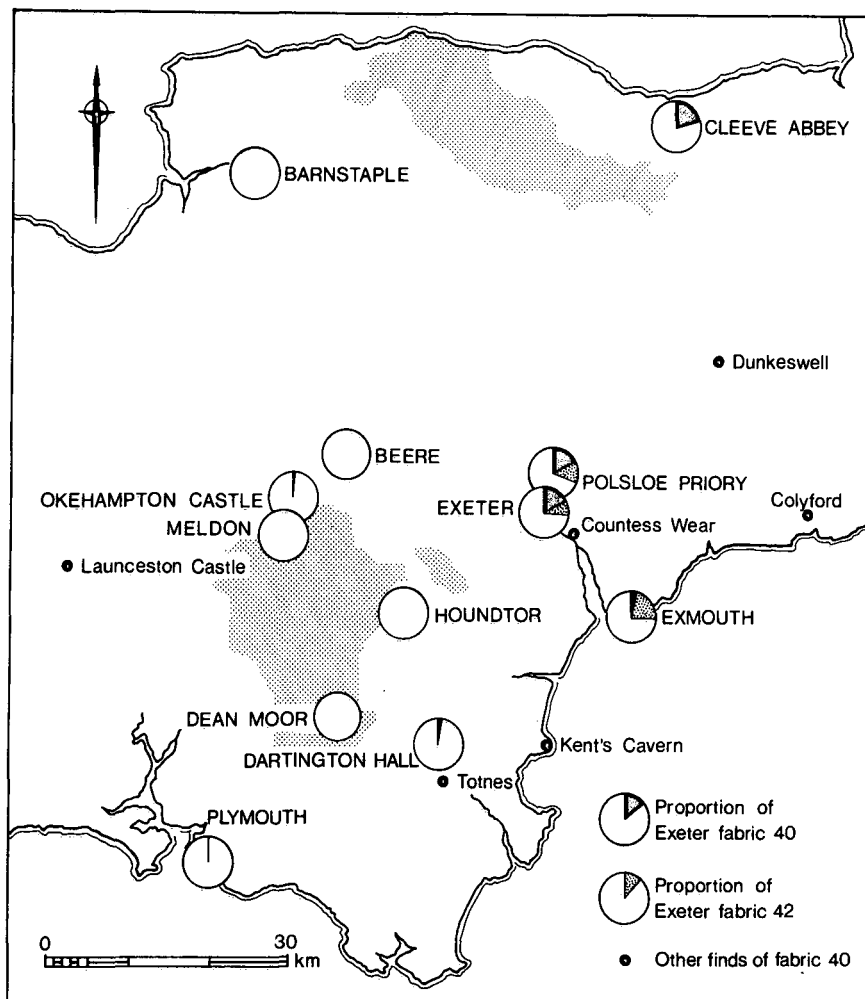 CLEEVE ABBEY
BARNSTAPLE
Dunkeswell
BEERE
POLSLOE PRIORY
OKEHAMPTON CASTLE
EXETER
Colyford
MELDON
Countess Wear
Launceston Castle
HOUNDTOR
EXMOUTH
DEAN MOOR
DARTINGTON HALL
Kent's Cavern
Totnes
PLYMOUTH
Proportion of
Exeter fabric 40
Proportion of
Exeter fabric 42
Other finds of fabric 40
0 30
km